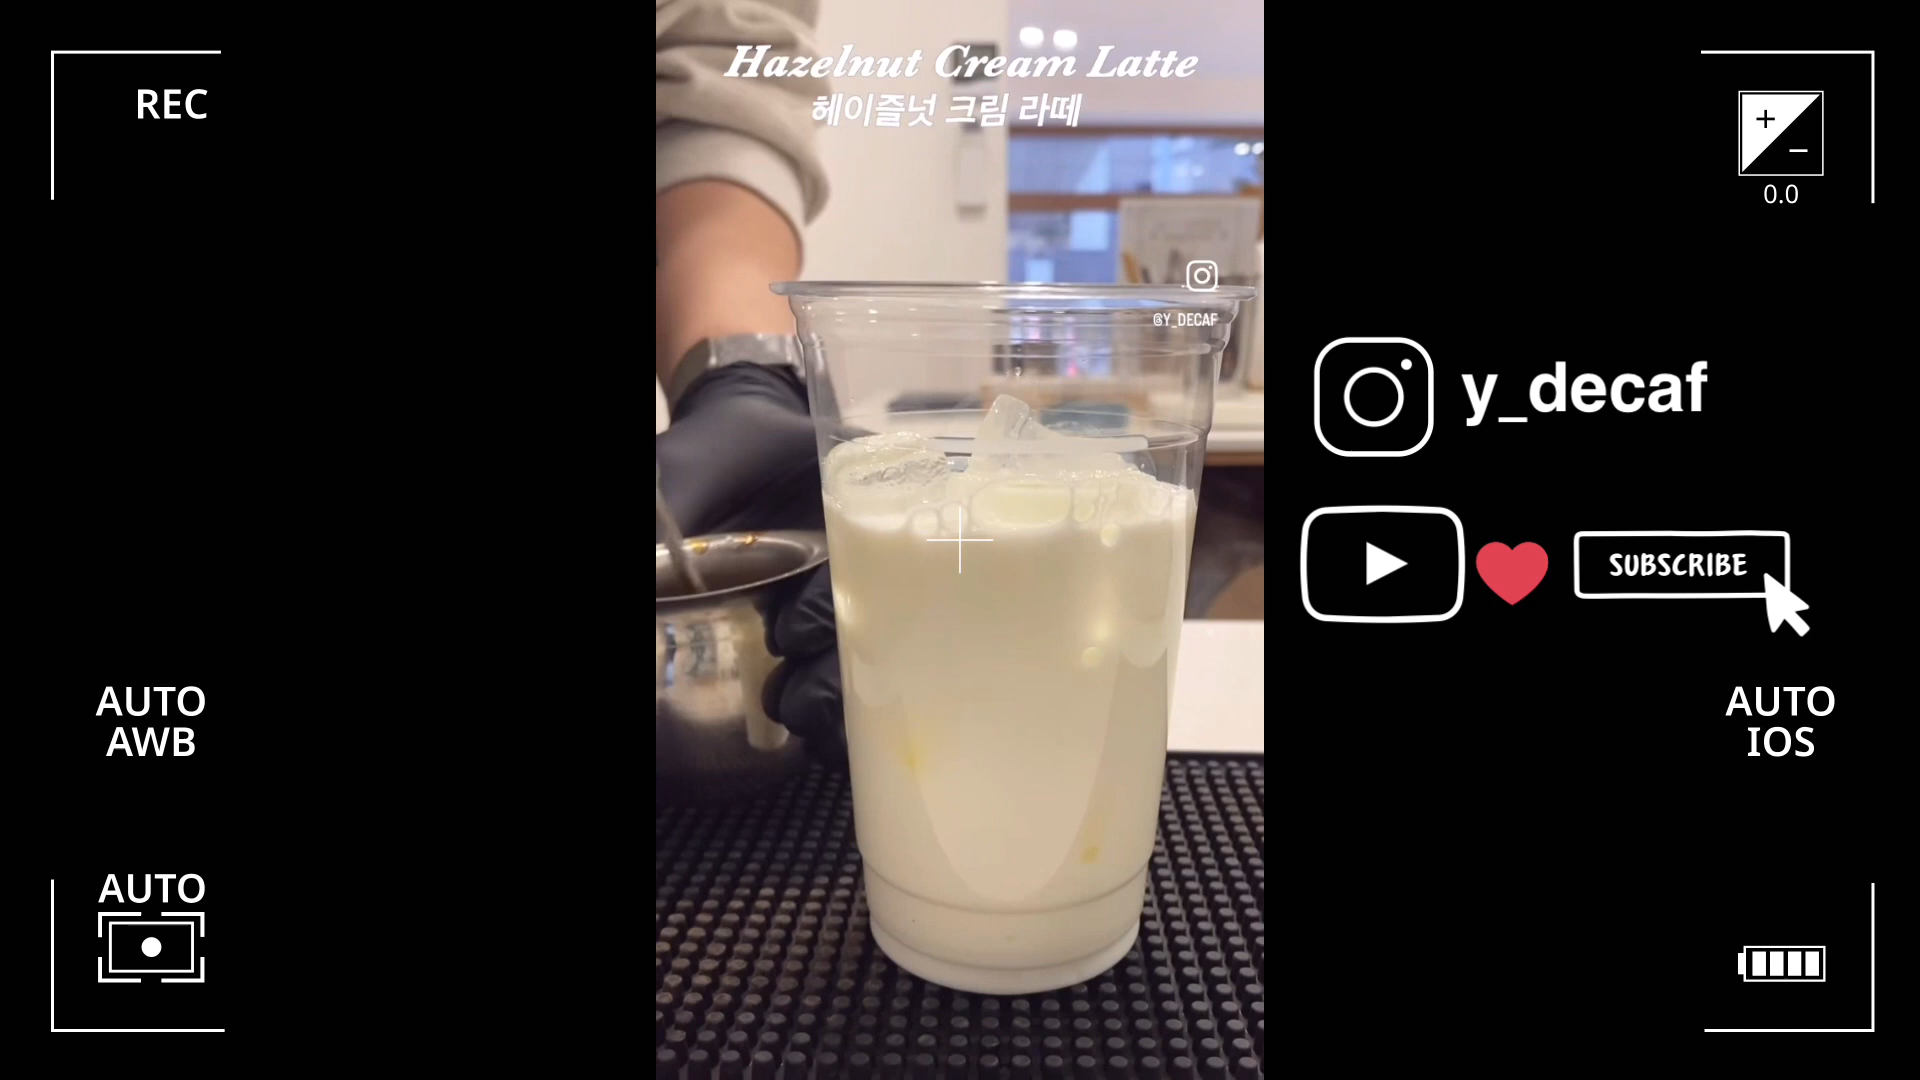 REC
Hazelnut Cream Latte
헤이즐넛 크림 라떼
+
−
0.0
@Y_DECAF
y_decaf
SUBSCRIBE
AUTO
AWB
AUTO
IOS
AUTO